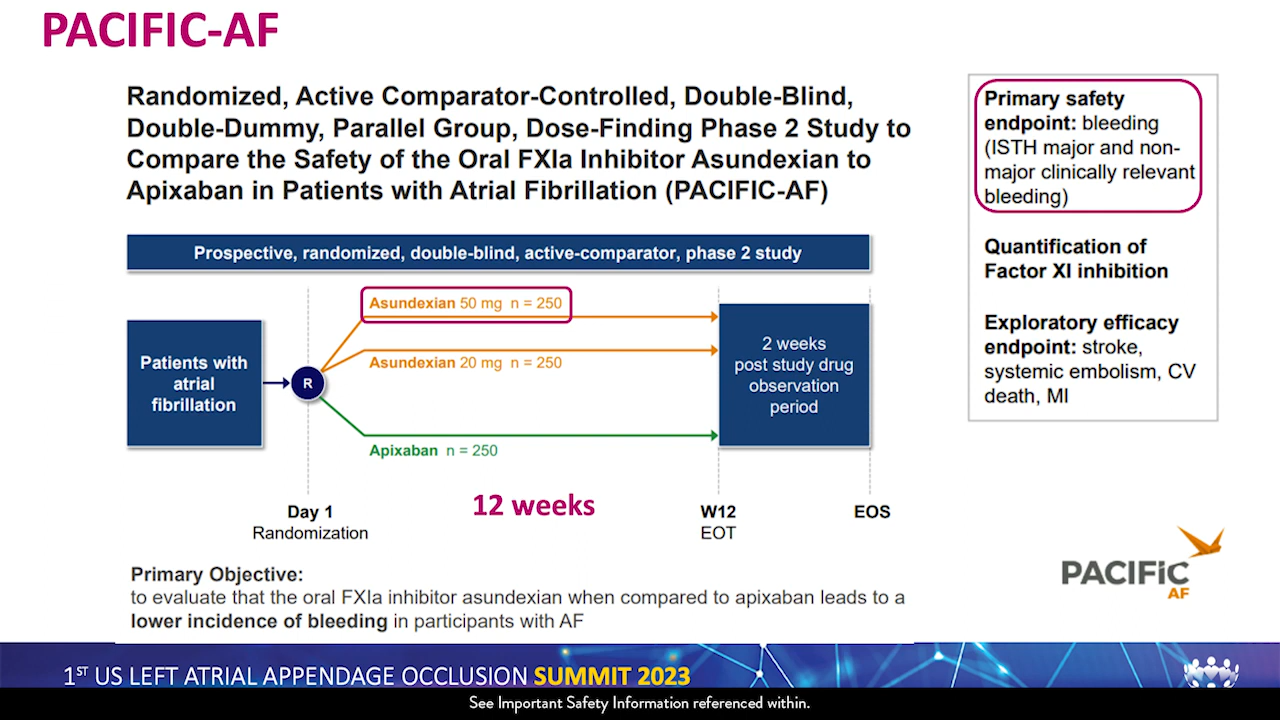 PACIFIC-AF
Randomized, Active Comparator-Controlled, Double-Blind,
Double-Dummy, Parallel Group, Dose-Finding Phase 2 Study to
Compare the Safety of the Oral FXIa Inhibitor Asundexian to
Apixaban in Patients with Atrial Fibrillation (PACIFIC-AF)
Prospective, randomized, double-blind, active-comparator, phase 2 study
Patients with
atrial
fibrillation
R
Asundexian 50 mg n = 250
Asundexian 20 mg n = 250
Apixaban n = 250
2 weeks
post study drug
observation
period
12 weeks
Day 1
Randomization
W12
EOT
EOS
Primary Objective:
to evaluate that the oral FXIa inhibitor asundexian when compared to apixaban leads to a
lower incidence of bleeding in participants with AF
Primary safety
endpoint: bleeding
(ISTH major and non-
major clinically relevant
bleeding)
Quantification of
Factor XI inhibition
Exploratory efficacy
endpoint: stroke,
systemic embolism, CV
death, MI
PACIFIC
AF
1ST US LEFT ATRIAL APPENDAGE OCCLUSION SUMMIT 2023
See Important Safety Information referenced within.